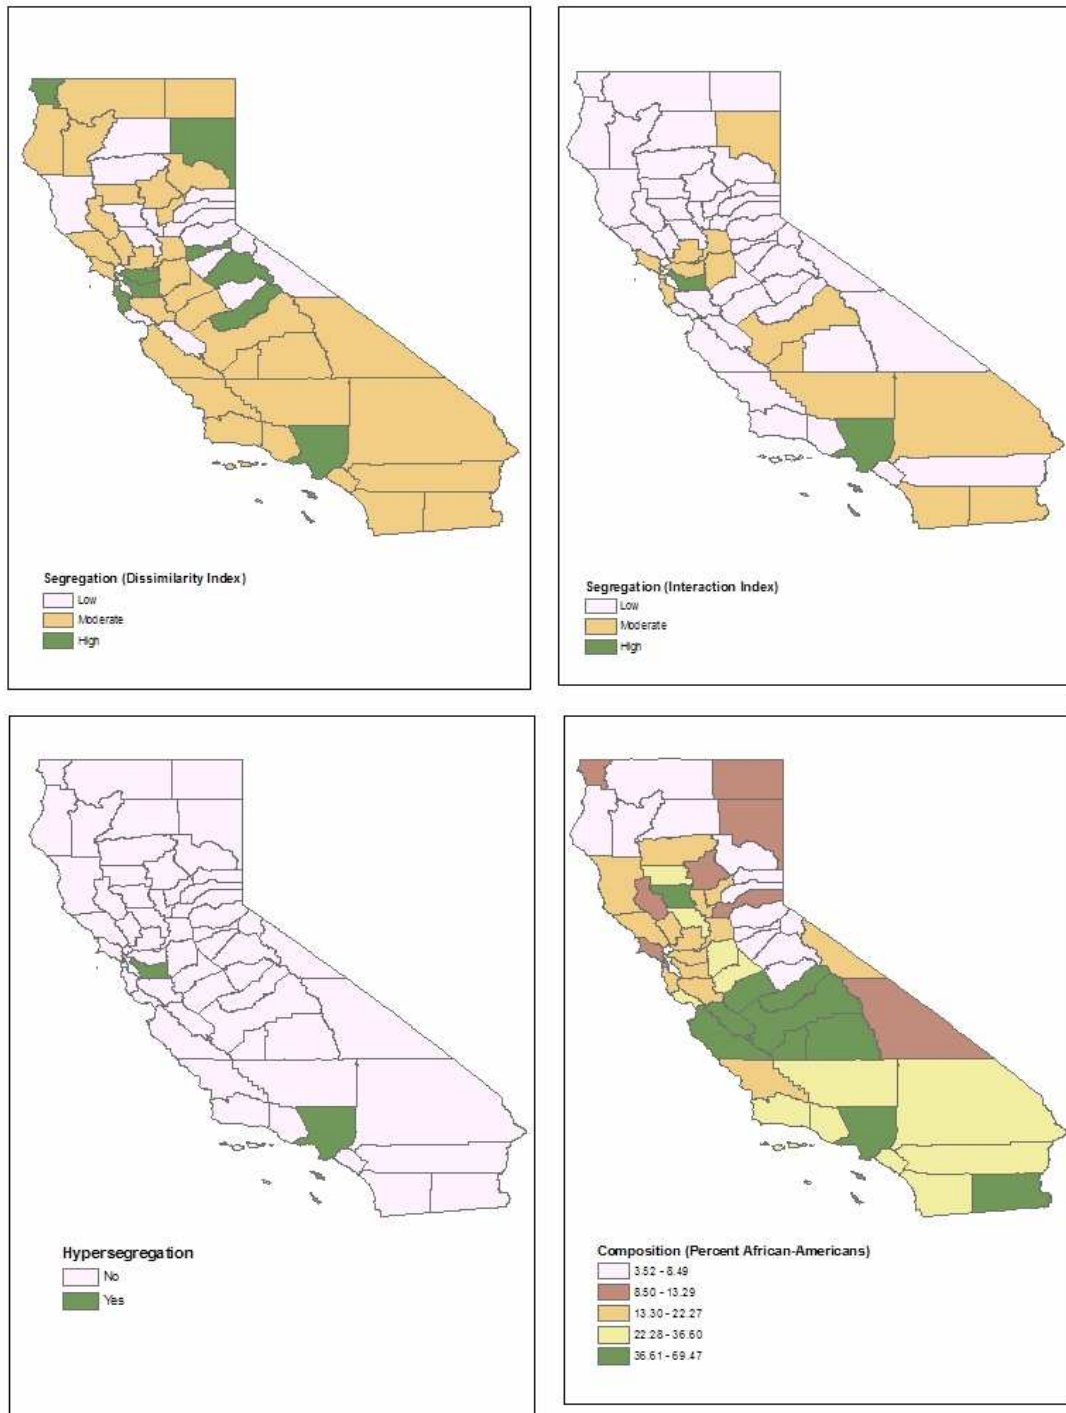 Segregation (Dissimilarity Index)
Low
Moderate
High
Segregation (Interaction Index)
Low
Moderate
High
Hypersegregation
No
Yes
Composition (Percent African-Americans)
3.52 - 8.49
8.50 - 13.29
13.30 - 22.27
22.28 - 36.60
36.61 - 69.47